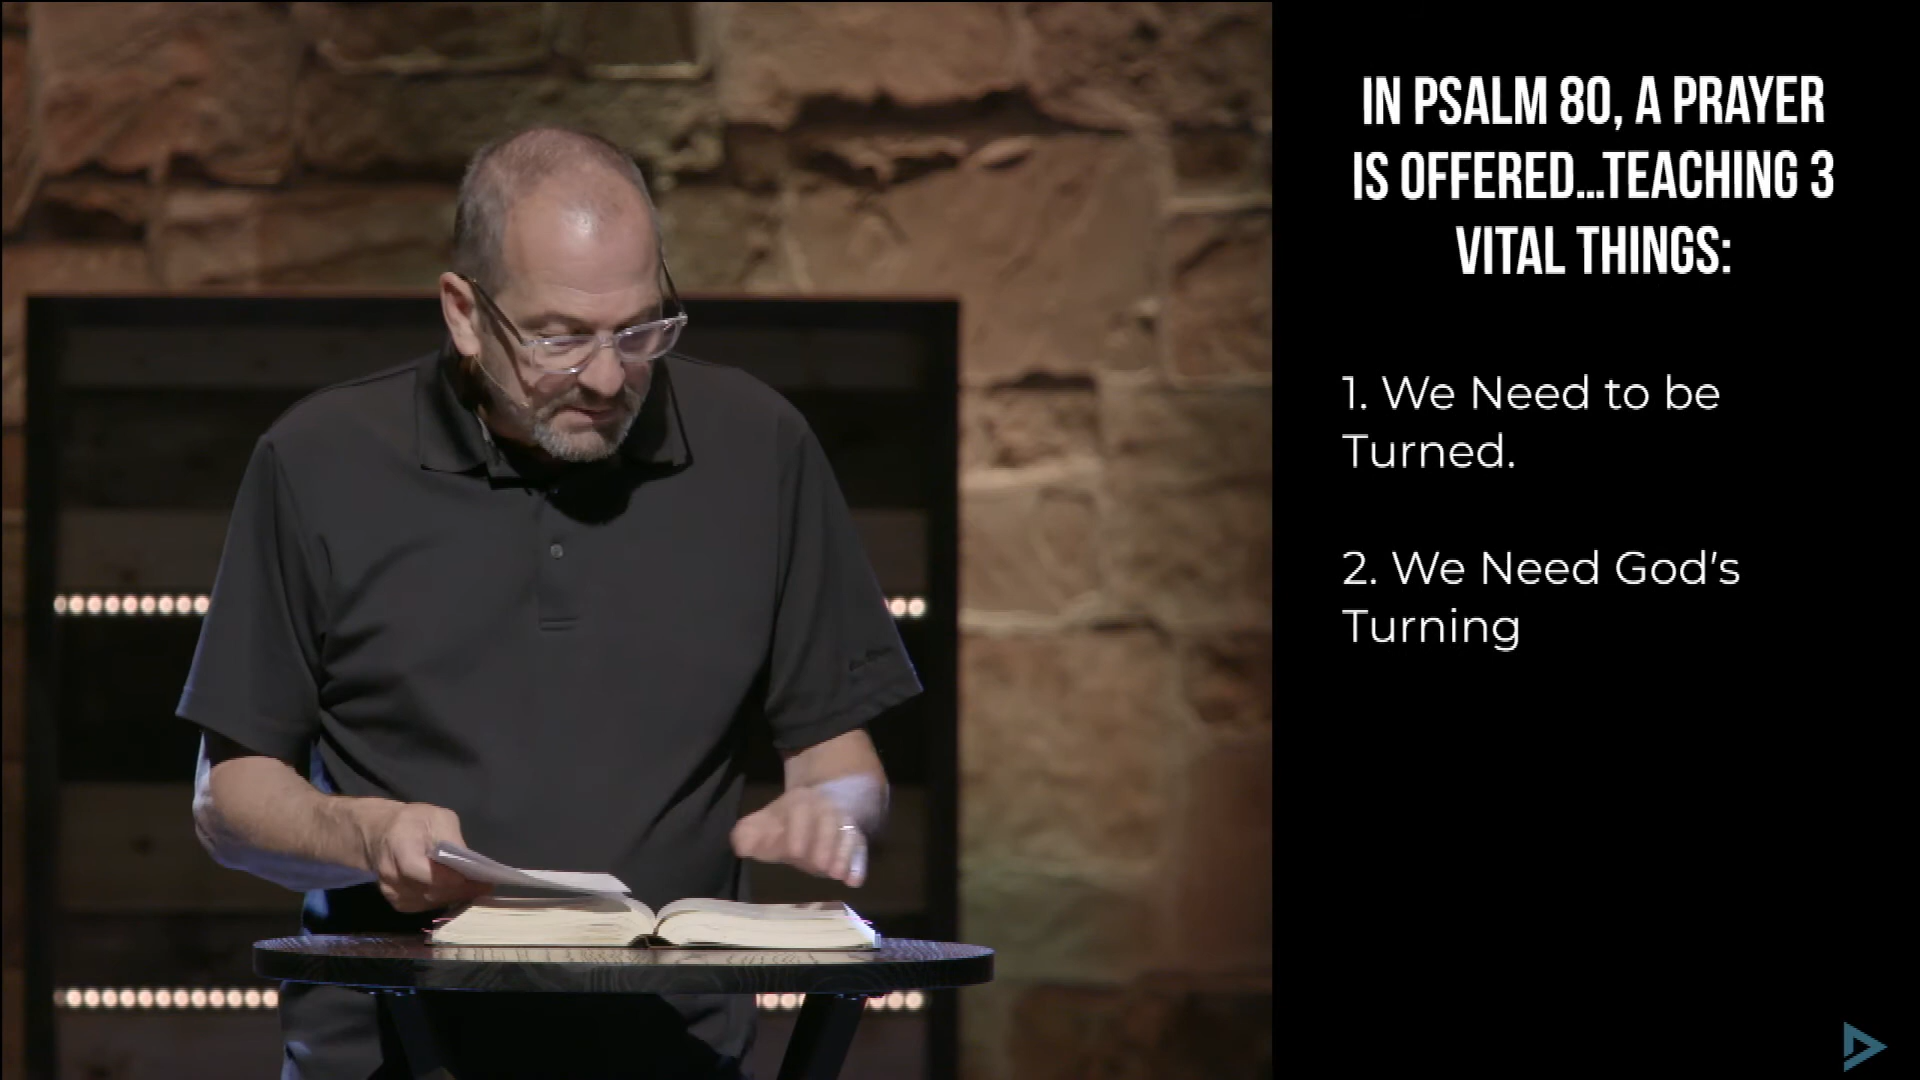 IN PSALM 80, A PRAYER
IS OFFERED...TEACHING 3
VITAL THINGS:
1. We Need to be
Turned.
2. We Need God's
Turning